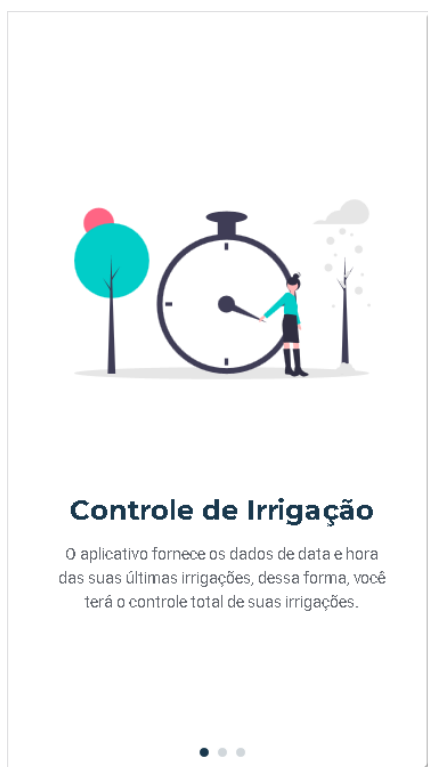 Controle de Irrigação
O aplicativo fornece os dados de data e hora
das suas últimas irrigações, dessa forma, você
terá o controle total de suas irrigações.